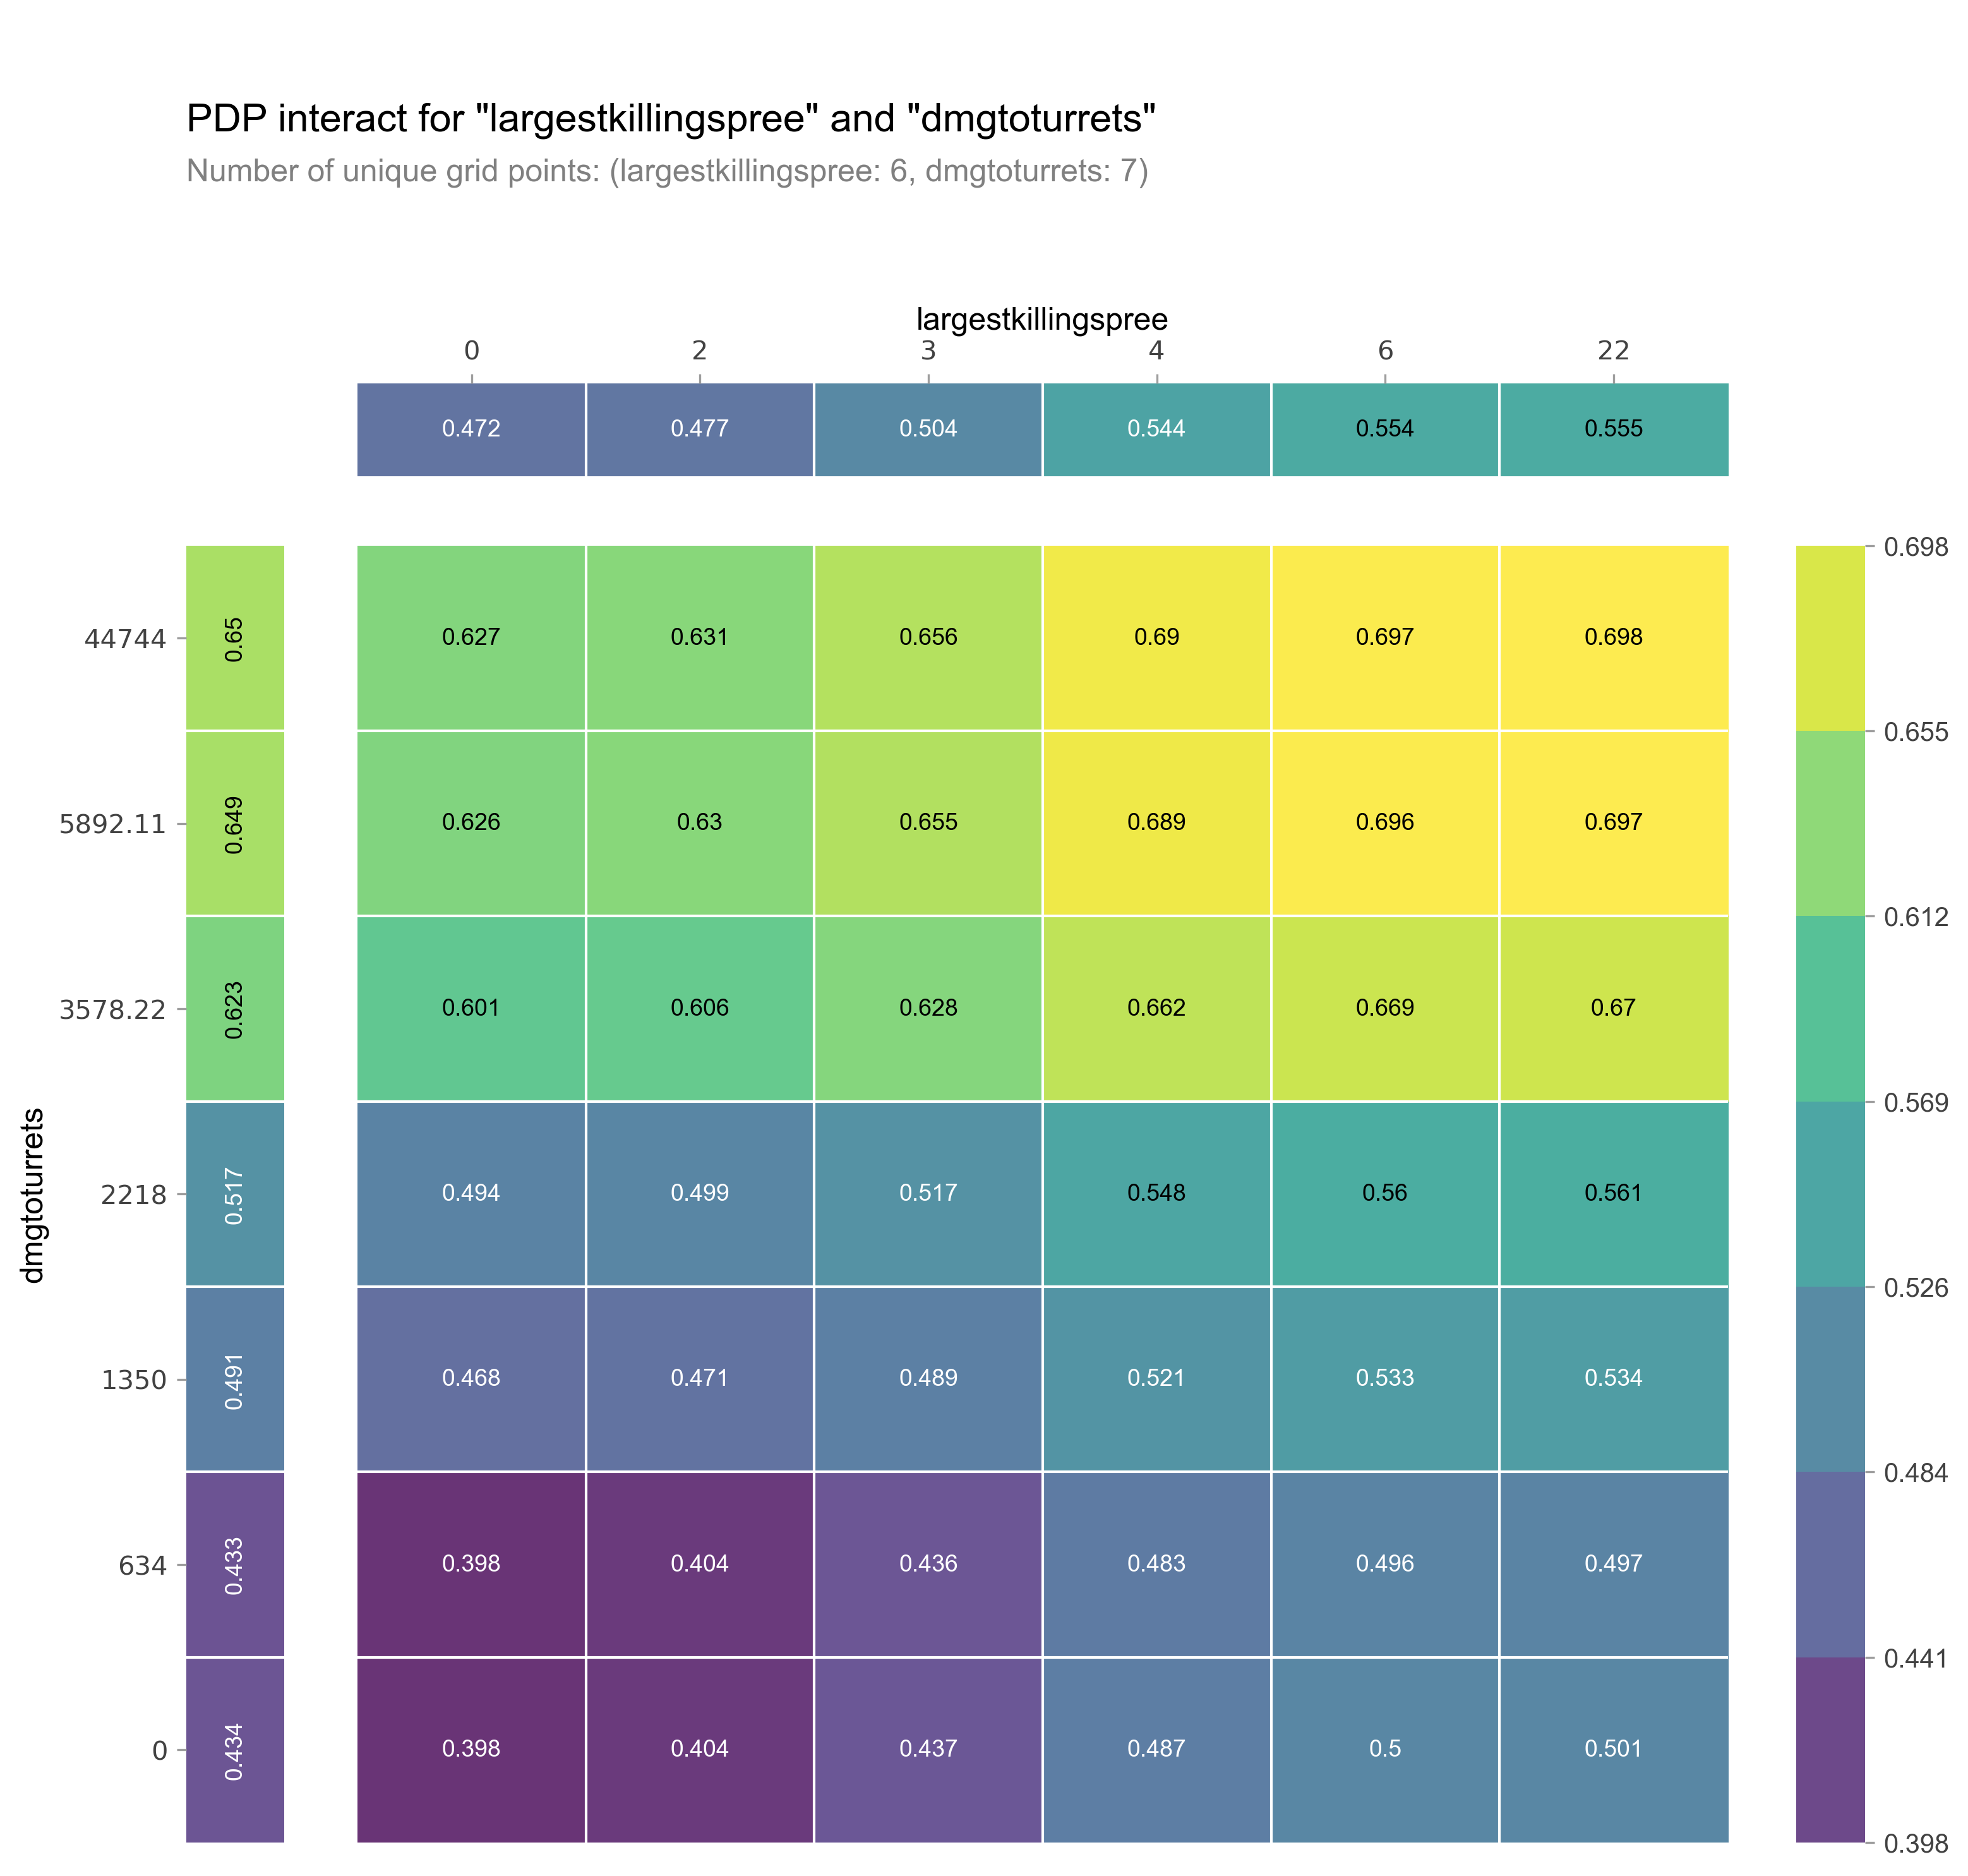 PDP interact for "largestkillingspree" and "dmgtoturrets"
Number of unique grid points: (largestkillingspree: 6, dmgtoturrets: 7)
largestkillingspree
0 2 3 4 6 22
0.472 0.477 0.504 0.544 0.554 0.555
0.698
44744 0.65 0.627 0.631 0.656 0.69 0.697 0.698
0.655
5892.11 0.649 0.626 0.63 0.655 0.689 0.696 0.697
0.612
3578.22 0.623 0.601 0.606 0.628 0.662 0.669 0.67
0.569
dmgtoturrets
2218 0.517 0.494 0.499 0.517 0.548 0.56 0.561
0.526
1350 0.491 0.468 0.471 0.489 0.521 0.533 0.534
0.484
634 0.433 0.398 0.404 0.436 0.483 0.496 0.497
0.441
0 0.434 0.398 0.404 0.437 0.487 0.5 0.501
0.398